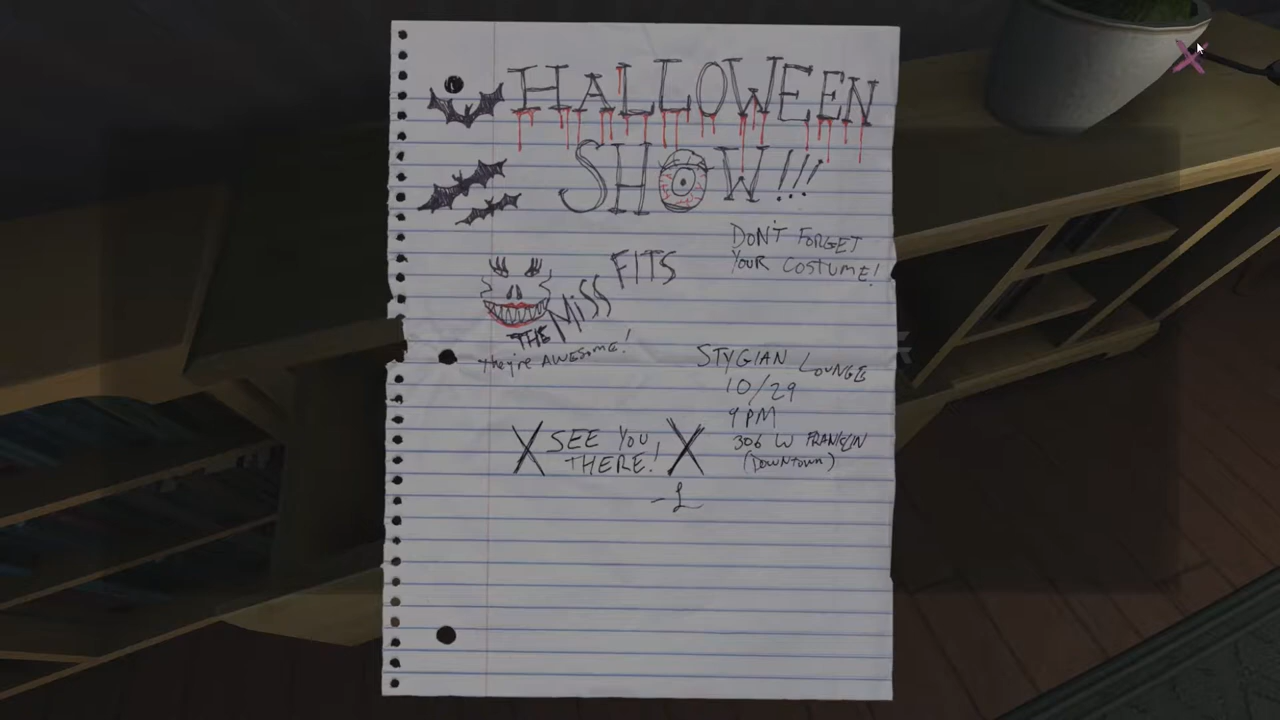 HALLOWEEN
SHOW!!!
DON'T FORGET
YOUR COSTUME!
THE MISS FITS
They're AWESOME!
STYGIAN LOUNGE
10/29
9PM
306 W FRANKLIN
(DOWNTOWN)
X SEE YOU X
THERE!
-L